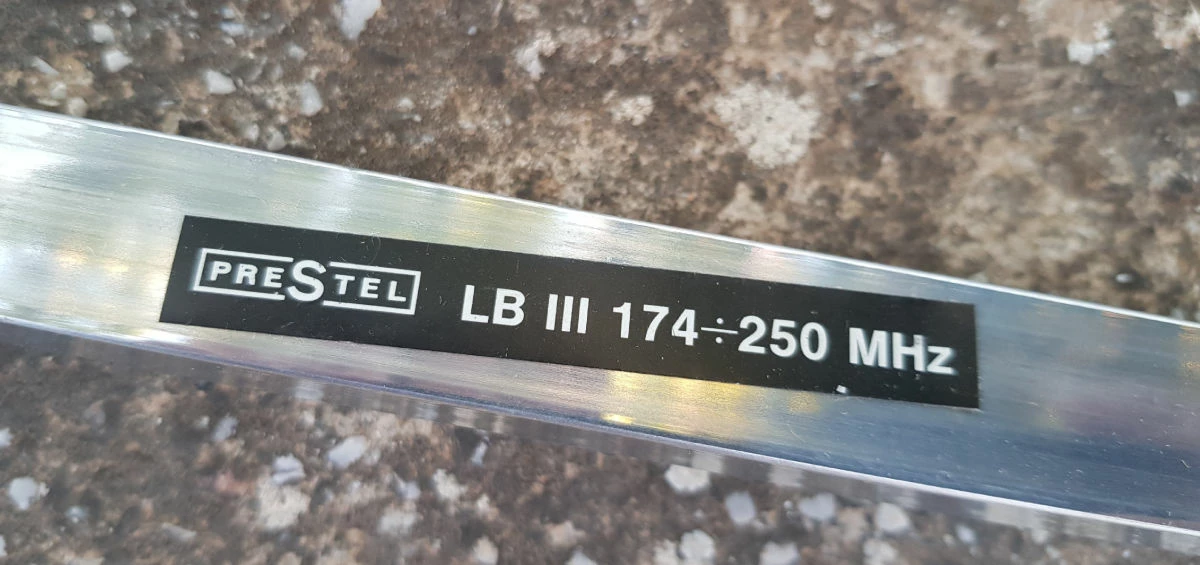 PRESTEL LB III 174÷250 MHz